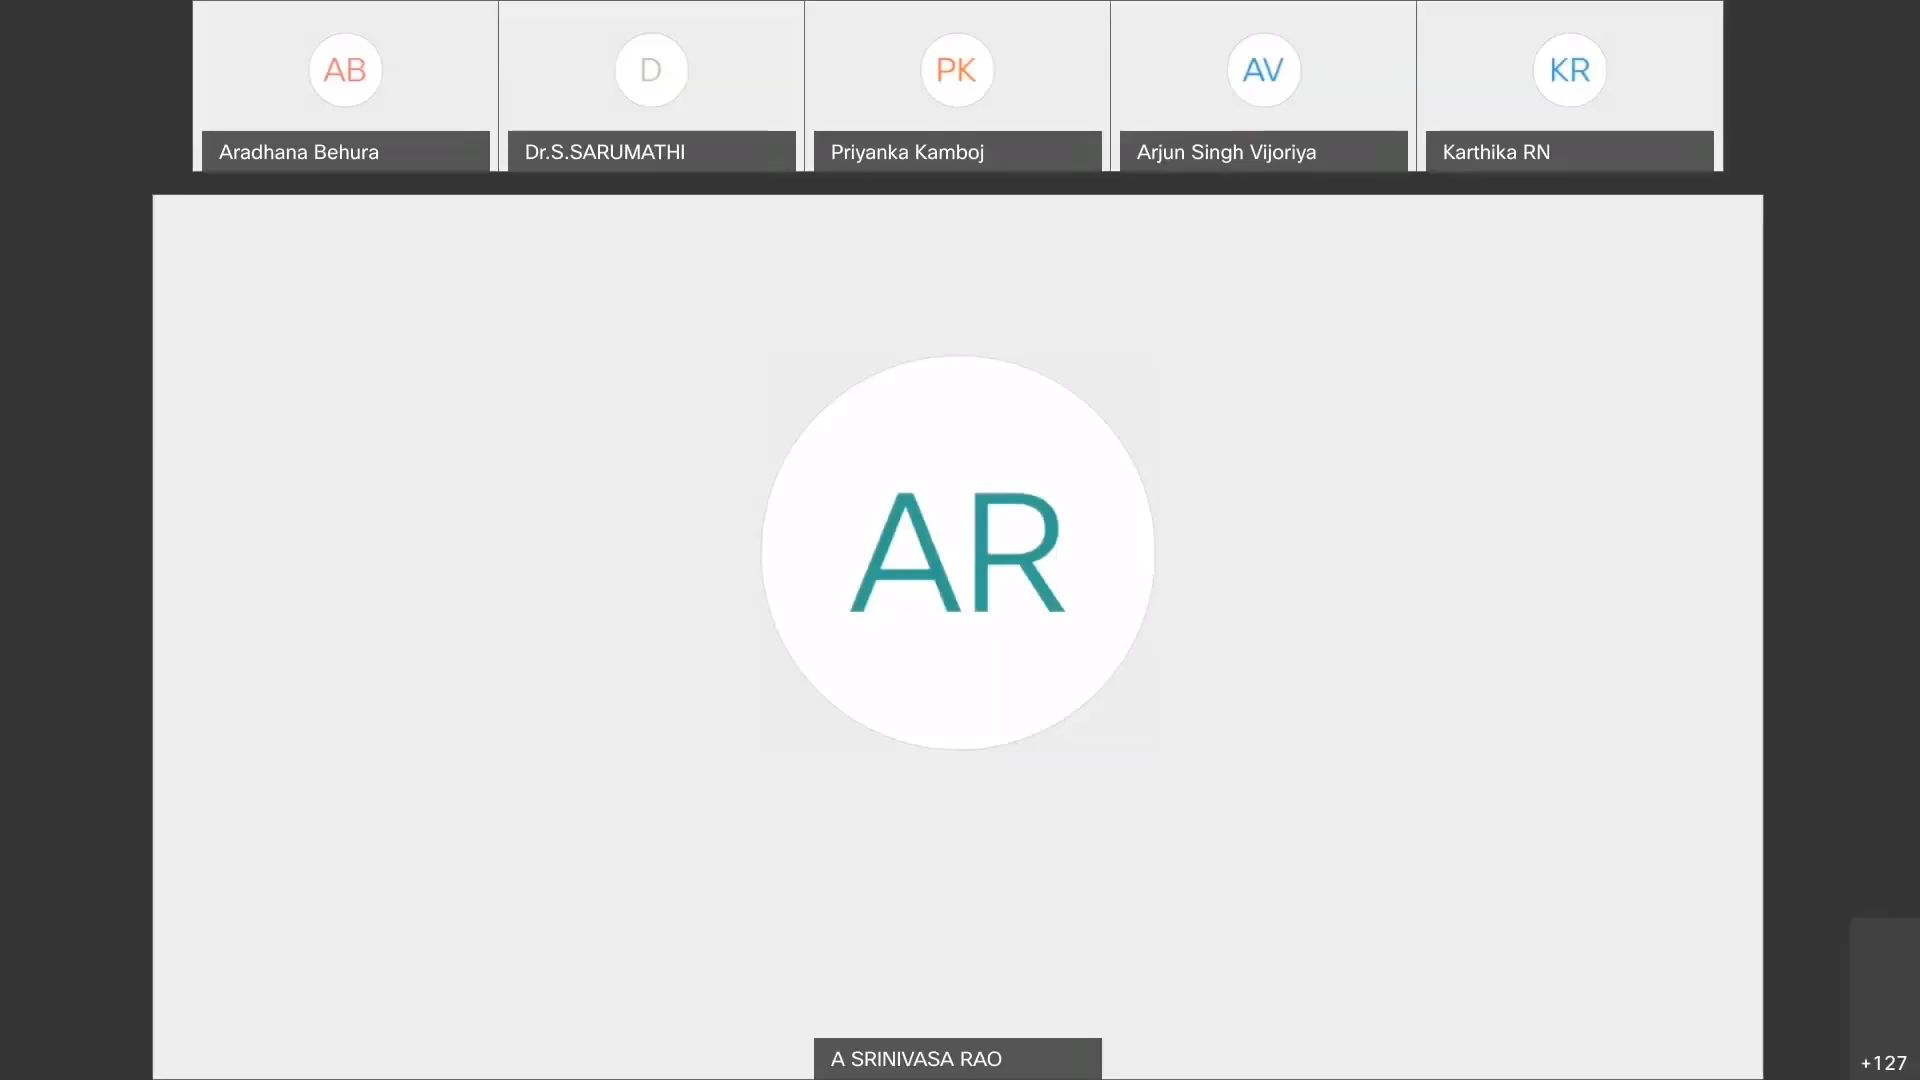 AB
D
PK
AV
KR
Aradhana Behura
Dr.S.SARUMATHI
Priyanka Kamboj
Arjun Singh Vijoriya
Karthika RN
AR
A SRINIVASA RAO
+127